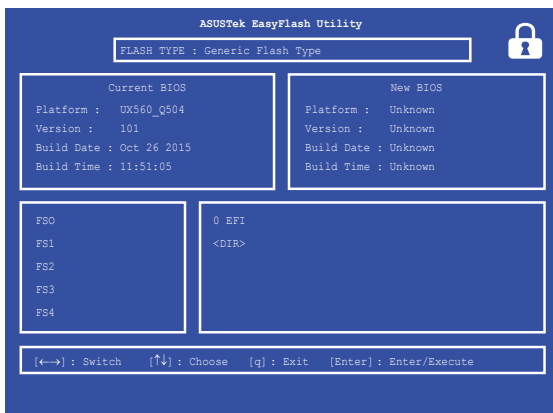 ASUSTek EasyFlash Utility
FLASH TYPE : Generic Flash Type
Current BIOS
Platform : UX560_Q504
Version : 101
Build Date : Oct 26 2015
Build Time : 11:51:05
New BIOS
Platform : Unknown
Version : Unknown
Build Date : Unknown
Build Time : Unknown
FSO
FS1
FS2
FS3
FS4
0 EFI
<DIR>
[←→] : Switch [↑↓] : Choose [q] : Exit [Enter] : Enter/Execute